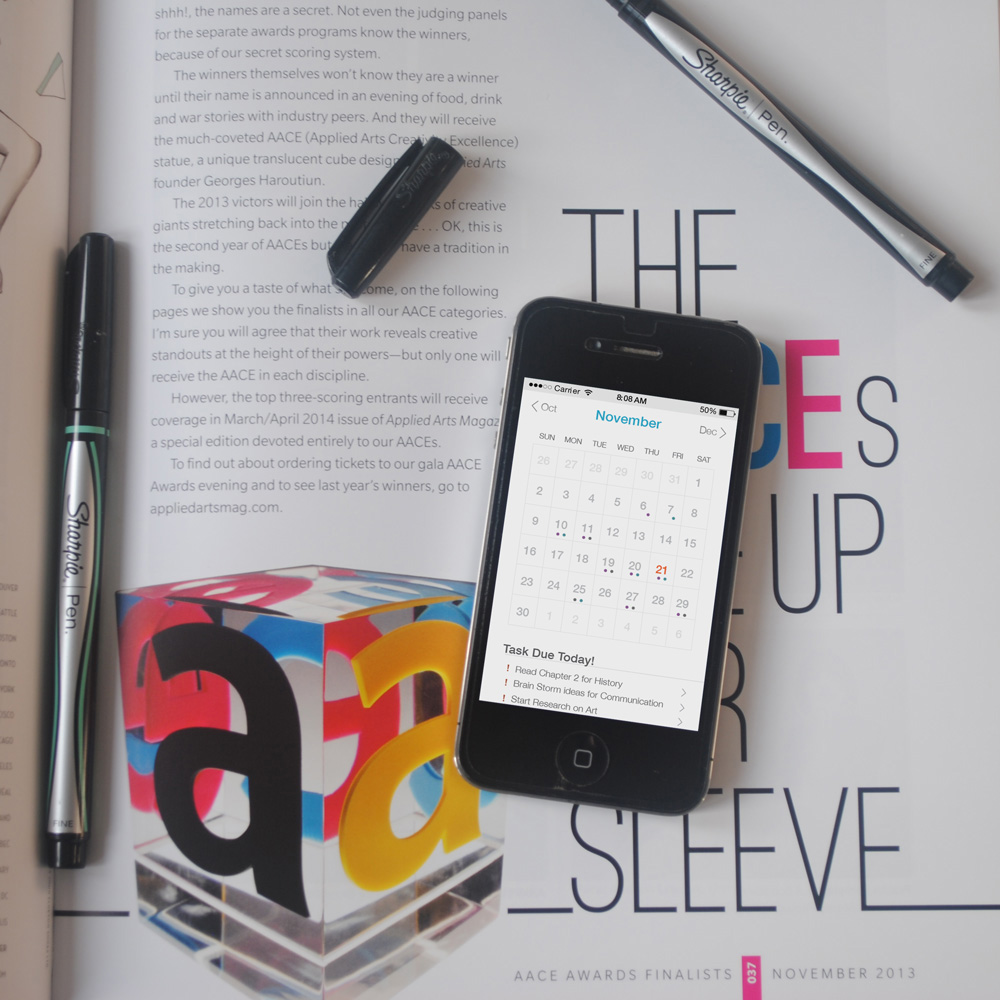 shhh!, the names are a secret. Not even the judging panels
for the separate awards programs know the winners,
because of our secret scoring system.
The winners themselves won't know they are a winner
until their name is announced in an evening of food, drink
and war stories with industry peers. And they will receive
the much-coveted AACE (Applied Arts Creativity Excellence)
statue, a unique translucent cube design ied Arts
founder Georges Haroutiun.
The 2013 victors will join the ha ks of creative
giants stretching back into the p . . . OK, this is
the second year of AACEs but have a tradition in
the making.
To give you a taste of what's come, on the following
pages we show you the finalists in all our AACE categories.
I'm sure you will agree that their work reveals creative
standouts at the height of their powers—but only one will
receive the AACE in each discipline.
However, the top three-scoring entrants will receive
coverage in March/April 2014 issue of Applied Arts Magaz
a special edition devoted entirely to our AACEs.
To find out about ordering tickets to our gala AACE
Awards evening and to see last year's winners, go to
appliedartsmag.com.
Sharpie Pen.
FINE
Sharpie
Sharpie Pen.
FINE
THE
CEs
UP
R
SLEEVE
a a
Carrier 8:08 AM 50%
Oct November Dec
SUN MON TUE WED THU FRI SAT
26 27 28 29 30 31 1
2 3 4 5 6 7 8
9 10 11 12 13 14 15
16 17 18 19 20 21 22
23 24 25 26 27 28 29
30 1 2 3 4 5 6
Task Due Today!
! Read Chapter 2 for History
! Brain Storm ideas for Communication
! Start Research on Art
AACE AWARDS FINALISTS 037 NOVEMBER 2013